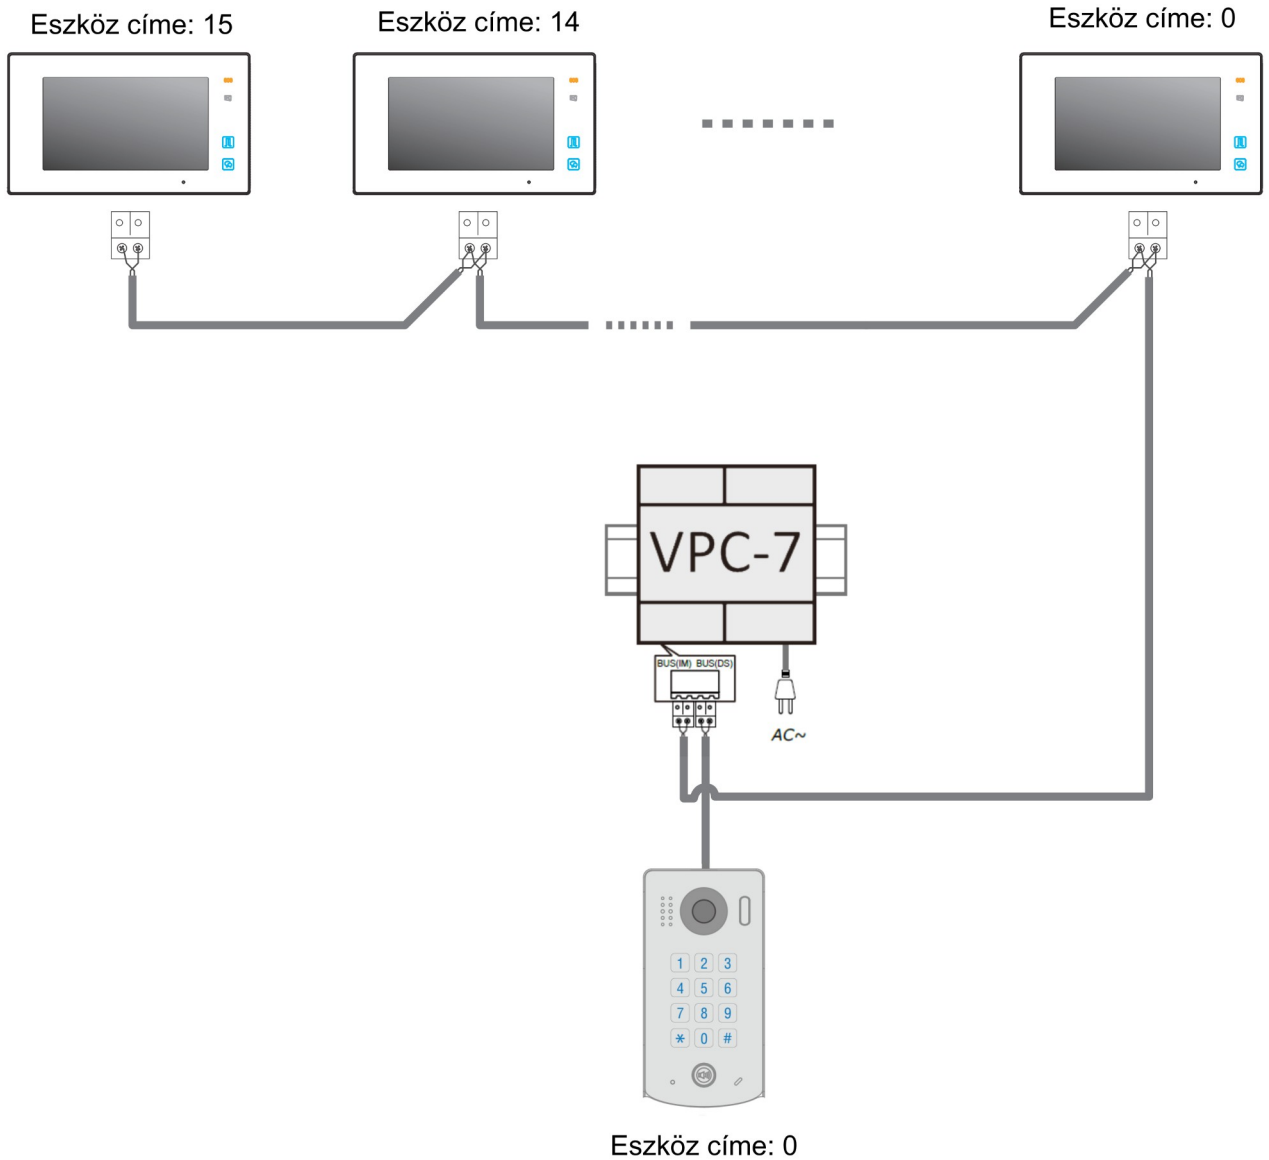 Eszköz címe: 15
Eszköz címe: 14
Eszköz címe: 0
VPC-7
BUS(IM) BUS(DS)
AC~
1 2 3
4 5 6
7 8 9
* 0 #
Eszköz címe: 0